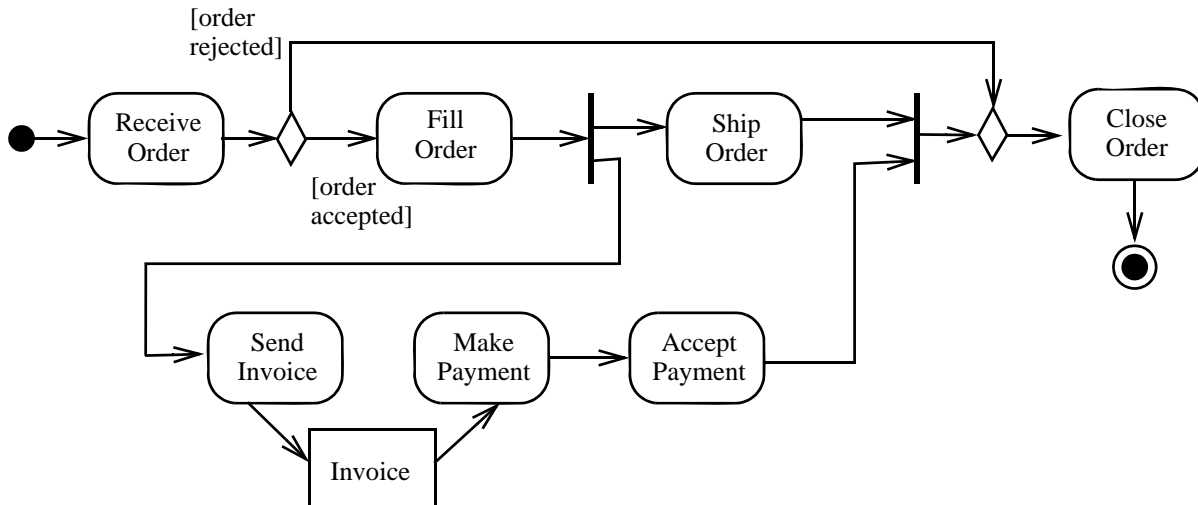 [order
rejected]
Receive
Order
Fill
Order
Ship
Order
Close
Order
[order
accepted]
Send
Invoice
Make
Payment
Accept
Payment
Invoice